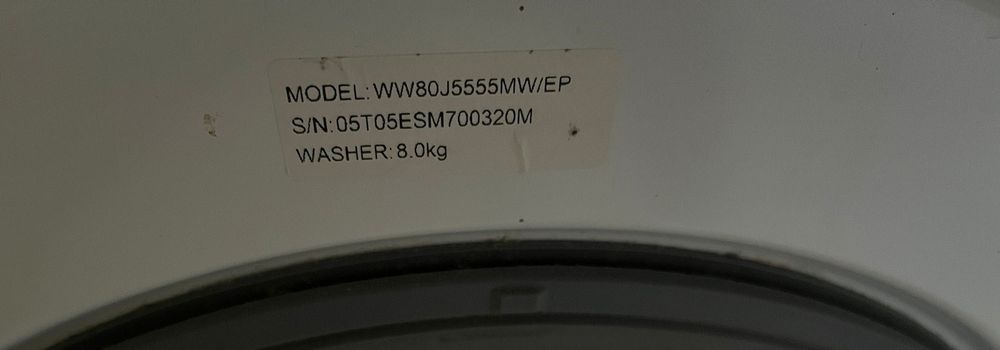 MODEL: WW80J5555MW/EP
S/N: 05T05ESM700320M
WASHER: 8.0kg